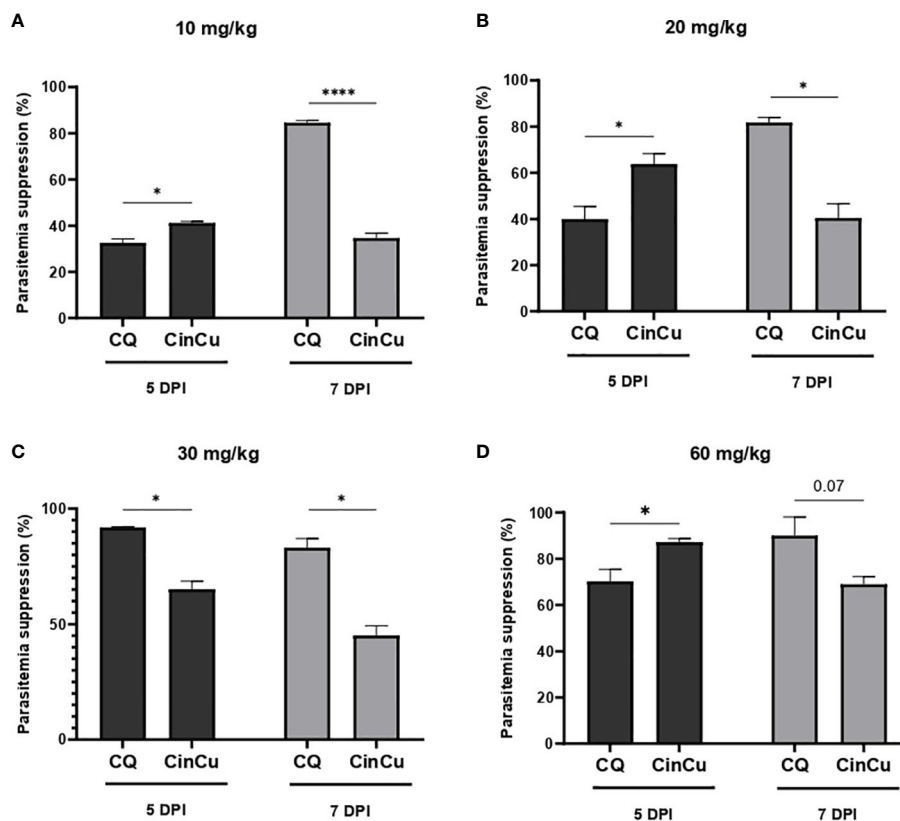 A
10 mg/kg
Parasitemia suppression (%)
100
80
60
40
20
0
*
****
CQ CinCu CQ CinCu
5 DPI 7 DPI
B
20 mg/kg
Parasitemia suppression (%)
100
80
60
40
20
0
*
*
CQ CinCu CQ CinCu
5 DPI 7 DPI
C
30 mg/kg
Parasitemia suppression (%)
100
50
0
*
*
CQ CinCu CQ CinCu
5 DPI 7 DPI
D
60 mg/kg
Parasitemia suppression (%)
100
80
60
40
20
0
*
0.07
CQ CinCu CQ CinCu
5 DPI 7 DPI